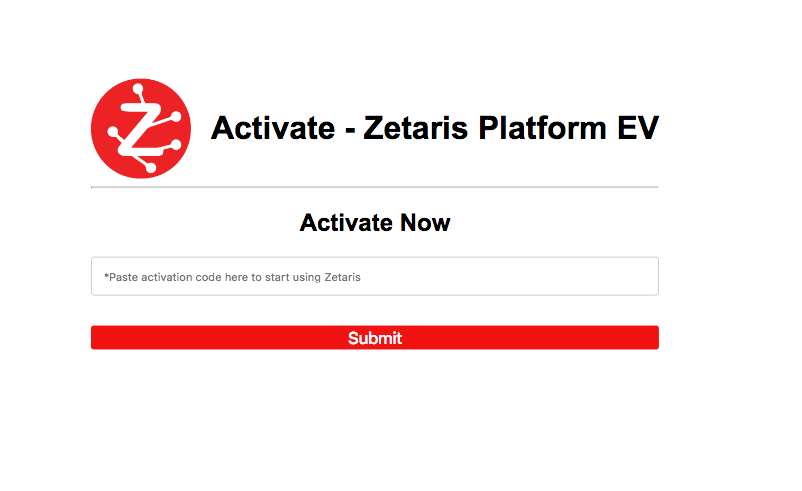 Z
Activate - Zetaris Platform EV
Activate Now
*Paste activation code here to start using Zetaris
Submit